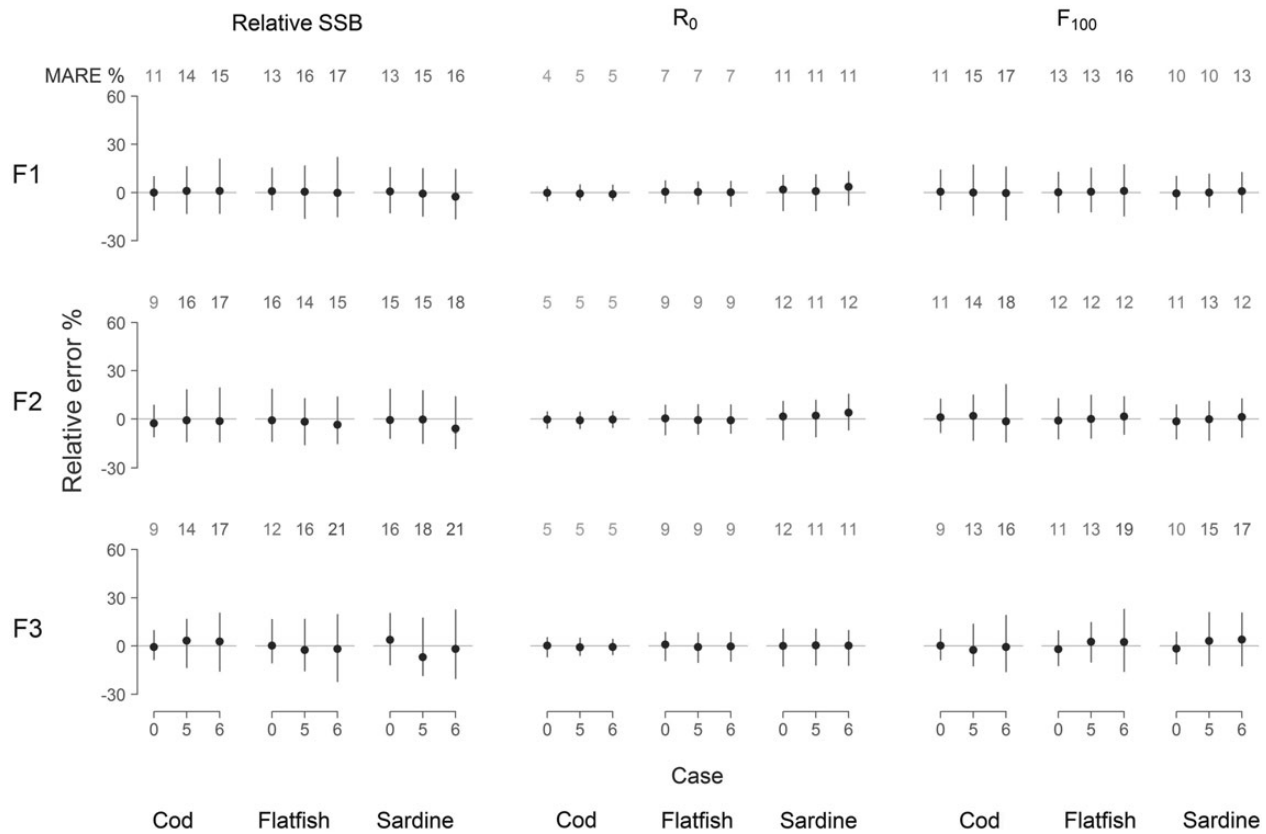 Relative SSB R0 F100
MARE % 11 14 15 13 16 17 13 15 16 4 5 5 7 7 7 11 11 11 11 15 17 13 13 16 10 10 13
60
30
F1
0
-30
9 16 17 16 14 15 15 15 18 5 5 5 9 9 9 12 11 12 11 14 18 12 12 12 11 13 12
60
30
F2
0
-30
Relative error %
9 14 17 12 16 21 16 18 21 5 5 5 9 9 9 12 11 11 9 13 16 11 13 19 10 15 17
60
30
F3
0
-30
0 5 6 0 5 6 0 5 6 0 5 6 0 5 6 0 5 6 0 5 6 0 5 6 0 5 6
Case
Cod Flatfish Sardine Cod Flatfish Sardine Cod Flatfish Sardine